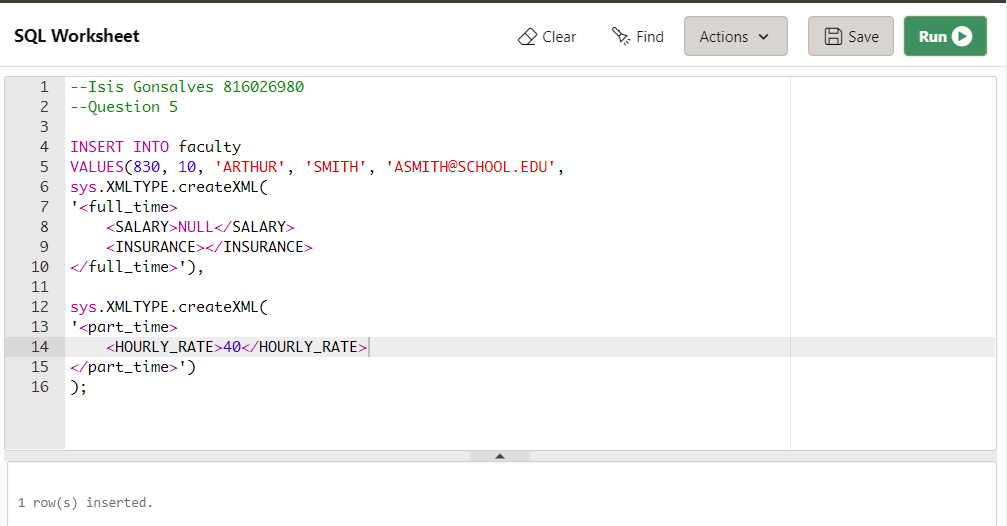 SQL Worksheet
Clear
Find
Actions
Save
Run
1 --Isis Gonsalves 816026980
2 --Question 5
3
4 INSERT INTO faculty
5 VALUES(830, 10, 'ARTHUR', 'SMITH', 'ASMITH@SCHOOL.EDU',
6 sys.XMLTYPE.createXML(
7 '<full_time>
8     <SALARY>NULL</SALARY>
9     <INSURANCE></INSURANCE>
10 </full_time>'),
11
12 sys.XMLTYPE.createXML(
13 '<part_time>
14     <HOURLY_RATE>40</HOURLY_RATE>
15 </part_time>')
16 );
1 row(s) inserted.